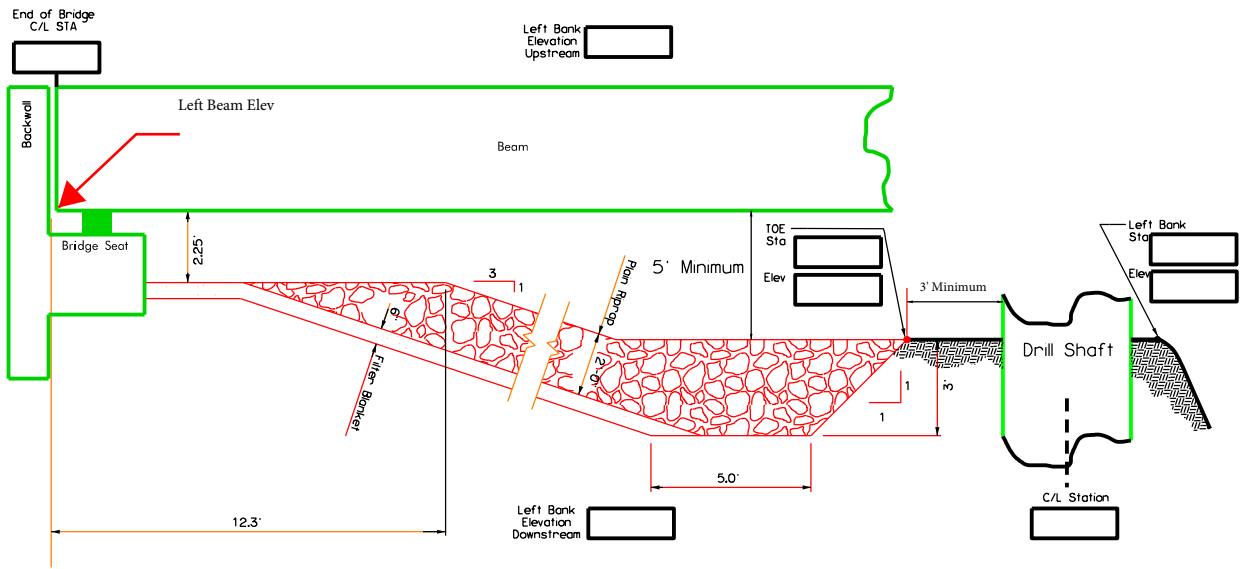 End of Bridge
C/L STA
Left Bank
Elevation
Upstream
Backwall
Left Beam Elev
Beam
Bridge Seat
2.25'
3
1
Plain Riprap
5' Minimum
TOE
Sta
Elev
Left Bank
Sta
Elev
3' Minimum
6"
Filter Blanket
2'-0"
Drill Shaft
1
1
3'
5.0'
12.3'
Left Bank
Elevation
Downstream
C/L Station